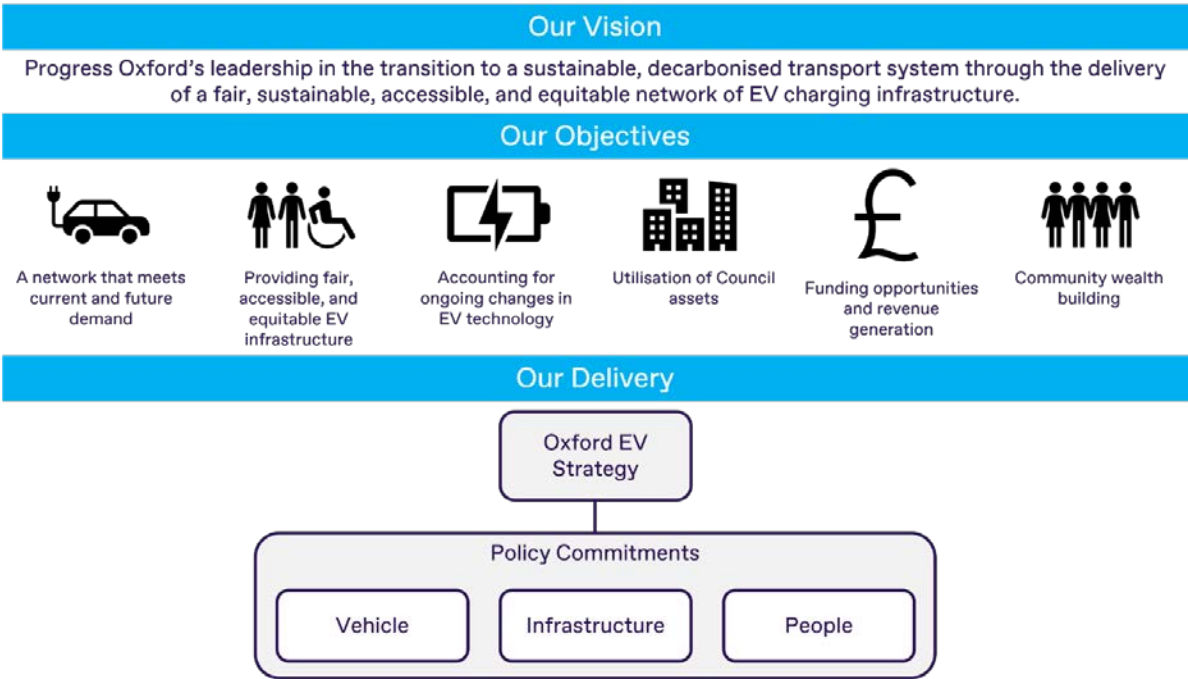 Our Vision
Progress Oxford's leadership in the transition to a sustainable, decarbonised transport system through the delivery
of a fair, sustainable, accessible, and equitable network of EV charging infrastructure.
Our Objectives
A network that meets
current and future
demand
Providing fair,
accessible, and
equitable EV
infrastructure
Accounting for
ongoing changes in
EV technology
Utilisation of Council
assets
£
Funding opportunities
and revenue
generation
Community wealth
building
Our Delivery
Oxford EV
Strategy
Policy Commitments
Vehicle
Infrastructure
People